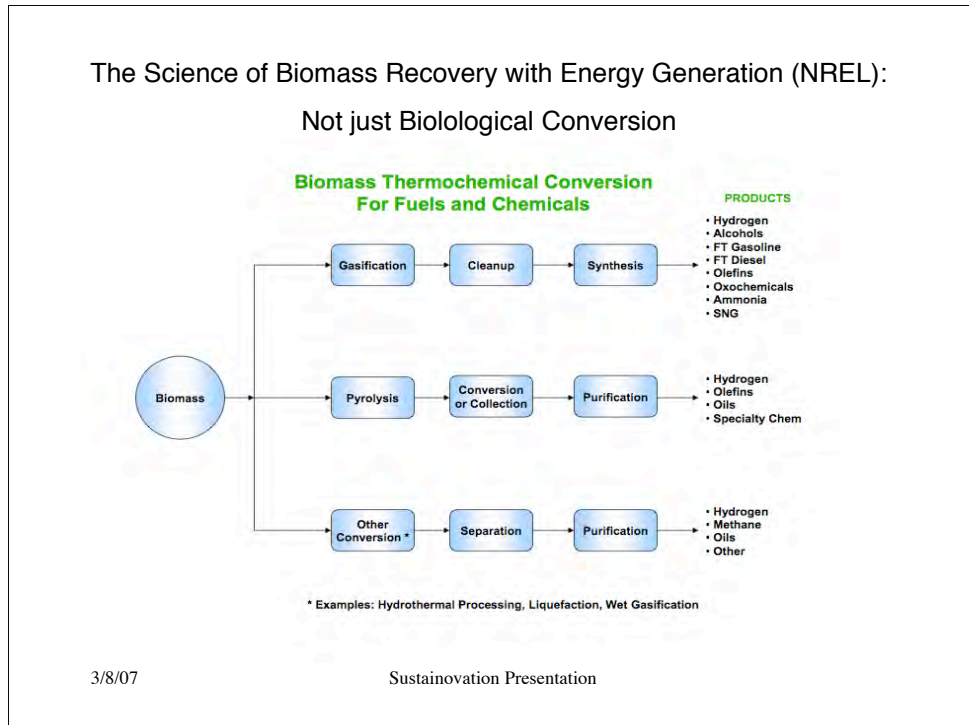 The Science of Biomass Recovery with Energy Generation (NREL):
Not just Biolological Conversion
Biomass Thermochemical Conversion
For Fuels and Chemicals
PRODUCTS
Gasification
Cleanup
Synthesis
• Hydrogen
• Alcohols
• FT Gasoline
• FT Diesel
• Olefins
• Oxochemicals
• Ammonia
• SNG
Biomass
Pyrolysis
Conversion
or Collection
Purification
• Hydrogen
• Olefins
• Oils
• Specialty Chem
Other
Conversion *
Separation
Purification
• Hydrogen
• Methane
• Oils
• Other
* Examples: Hydrothermal Processing, Liquefaction, Wet Gasification
3/8/07
Sustainovation Presentation